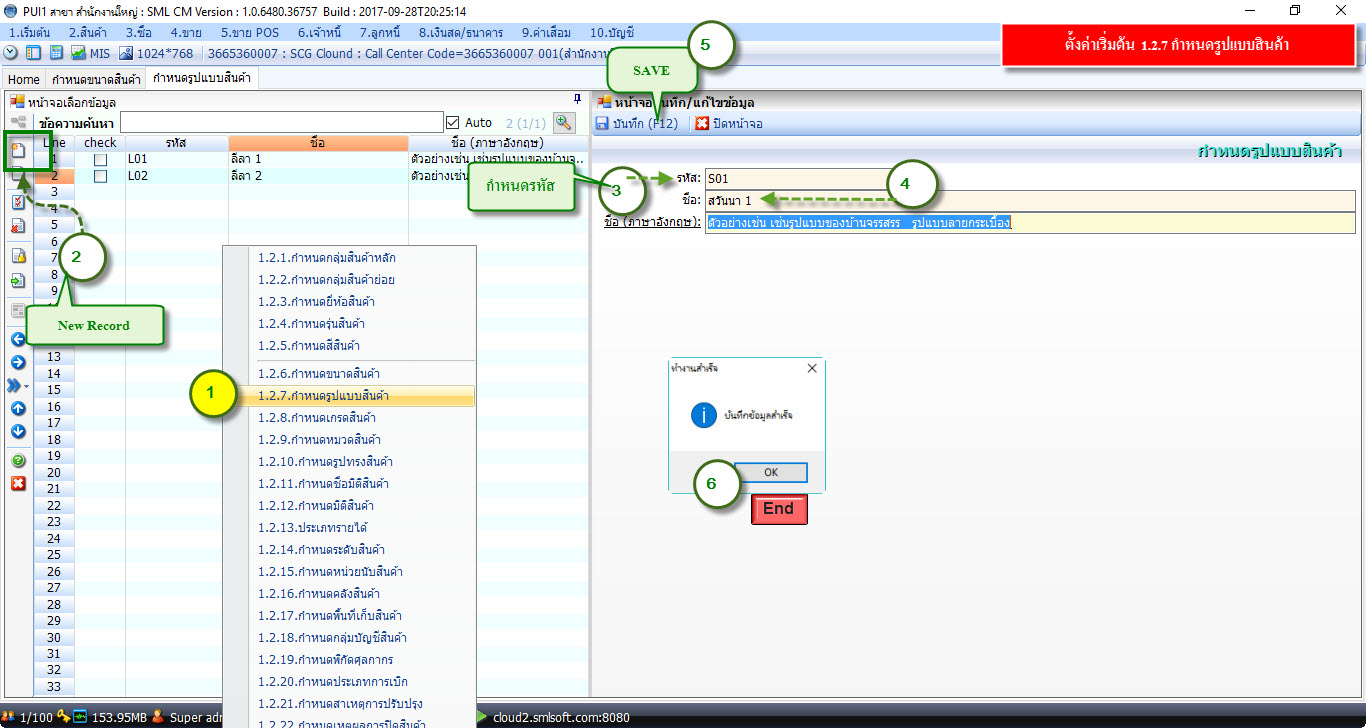 PUI1 สาขา สำนักงานใหญ่ : SML CM Version : 1.0.6480.36757 Build : 2017-09-28T20:25:14
1.เริ่มต้น 2.สินค้า 3.ซื้อ 4.ขาย 5.ขาย POS 6.เจ้าหนี้ 7.ลูกหนี้ 8.เงินสด/ธนาคาร 9.ค่าเสื่อม 10.บัญชี
MIS 1024*768 3665360007 : SCG Clound : Call Center Code=3665360007 001(สำนักงาน
ตั้งค่าเริ่มต้น 1.2.7 กำหนดรูปแบบสินค้า
5
SAVE
Home กำหนดขนาดสินค้า กำหนดรูปแบบสินค้า
หน้าจอเลือกข้อมูล
ข้อความค้นหา Auto 2 (1/1)
Line check รหัส ชื่อ ชื่อ (ภาษาอังกฤษ)
1 L01 ลีลา 1 ตัวอย่างเช่น เช่นรูปแบบของบ้านจ..
2 L02 ลีลา 2 ตัวอย่างเช่น
3
4
5
6
7
8
9
13
14
15
16
17
18
19
20
21
22
23
24
25
26
27
28
29
30
31
32
33
2
New Record
หน้าจอบันทึก/แก้ไขข้อมูล
บันทึก (F12) ปิดหน้าจอ
กำหนดรูปแบบสินค้า
กำหนดรหัส
3
รหัส: S01
4
ชื่อ: สวันนา 1
ชื่อ (ภาษาอังกฤษ): ตัวอย่างเช่น เช่นรูปแบบของบ้านจรรสรร รูปแบบลายกระเบื้อง
1
1.2.1.กำหนดกลุ่มสินค้าหลัก
1.2.2.กำหนดกลุ่มสินค้าย่อย
1.2.3.กำหนดยี่ห้อสินค้า
1.2.4.กำหนดรุ่นสินค้า
1.2.5.กำหนดสีสินค้า
1.2.6.กำหนดขนาดสินค้า
1.2.7.กำหนดรูปแบบสินค้า
1.2.8.กำหนดเกรดสินค้า
1.2.9.กำหนดหมวดสินค้า
1.2.10.กำหนดรูปทรงสินค้า
1.2.11.กำหนดชื่อมิติสินค้า
1.2.12.กำหนดมิติสินค้า
1.2.13.ประเภทรายได้
1.2.14.กำหนดระดับสินค้า
1.2.15.กำหนดหน่วยนับสินค้า
1.2.16.กำหนดคลังสินค้า
1.2.17.กำหนดพื้นที่เก็บสินค้า
1.2.18.กำหนดกลุ่มบัญชีสินค้า
1.2.19.กำหนดพิกัดศุลกากร
1.2.20.กำหนดประเภทการเบิก
1.2.21.กำหนดสาเหตุการปรับปรุง
1.2.22.กำหนดเหตุผลการปิดสินค้า
ทำงานสำเร็จ
บันทึกข้อมูลสำเร็จ
OK
6
End
1/100 153.95MB Super adm cloud2.smlsoft.com:8080